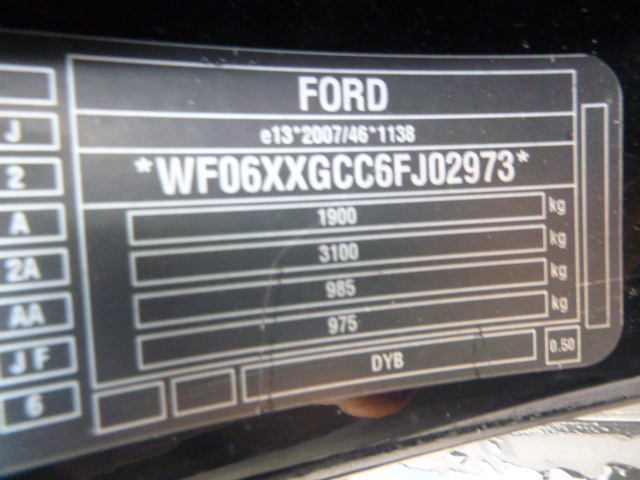 FORD
e13*2007/46*1138
*WF06XXGCC6FJ02973*
J
2
A
2A
AA
JF
6
1900 kg
3100 kg
985 kg
975 kg
DYB
0.50